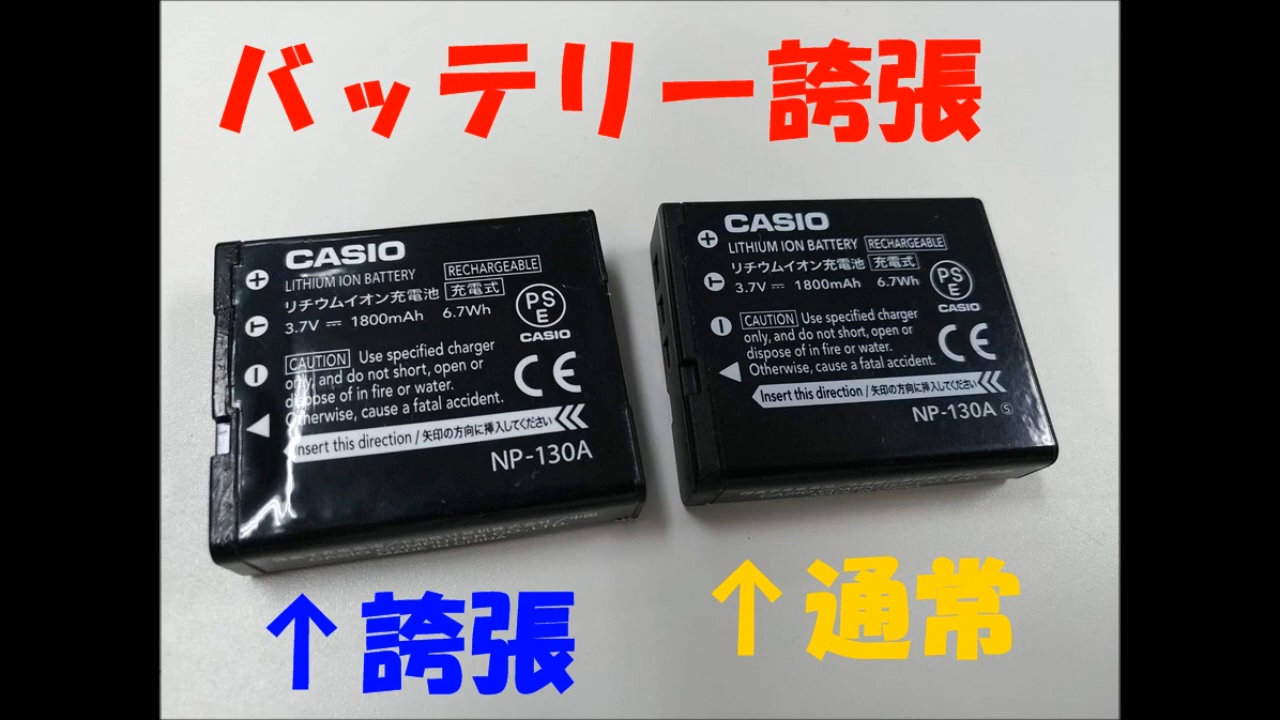 バッテリー誇張
CASIO
LITHIUM ION BATTERY RECHARGEABLE
リチウムイオン充電池 充電式
3.7V 1800mAh 6.7Wh
PS
E
CASIO
CAUTION Use specified charger
only, and do not short, open or
dispose of in fire or water.
Otherwise, cause a fatal accident.
CE
Insert this direction / 矢印の方向に挿入してください
NP-130A
CASIO
LITHIUM ION BATTERY RECHARGEABLE
リチウムイオン充電池 充電式
3.7V 1800mAh 6.7Wh
PS
E
CASIO
CAUTION Use specified charger
only, and do not short, open or
dispose of in fire or water.
Otherwise, cause a fatal accident.
CE
Insert this direction / 矢印の方向に挿入してください
NP-130A Ⓢ
↑誇張
↑通常